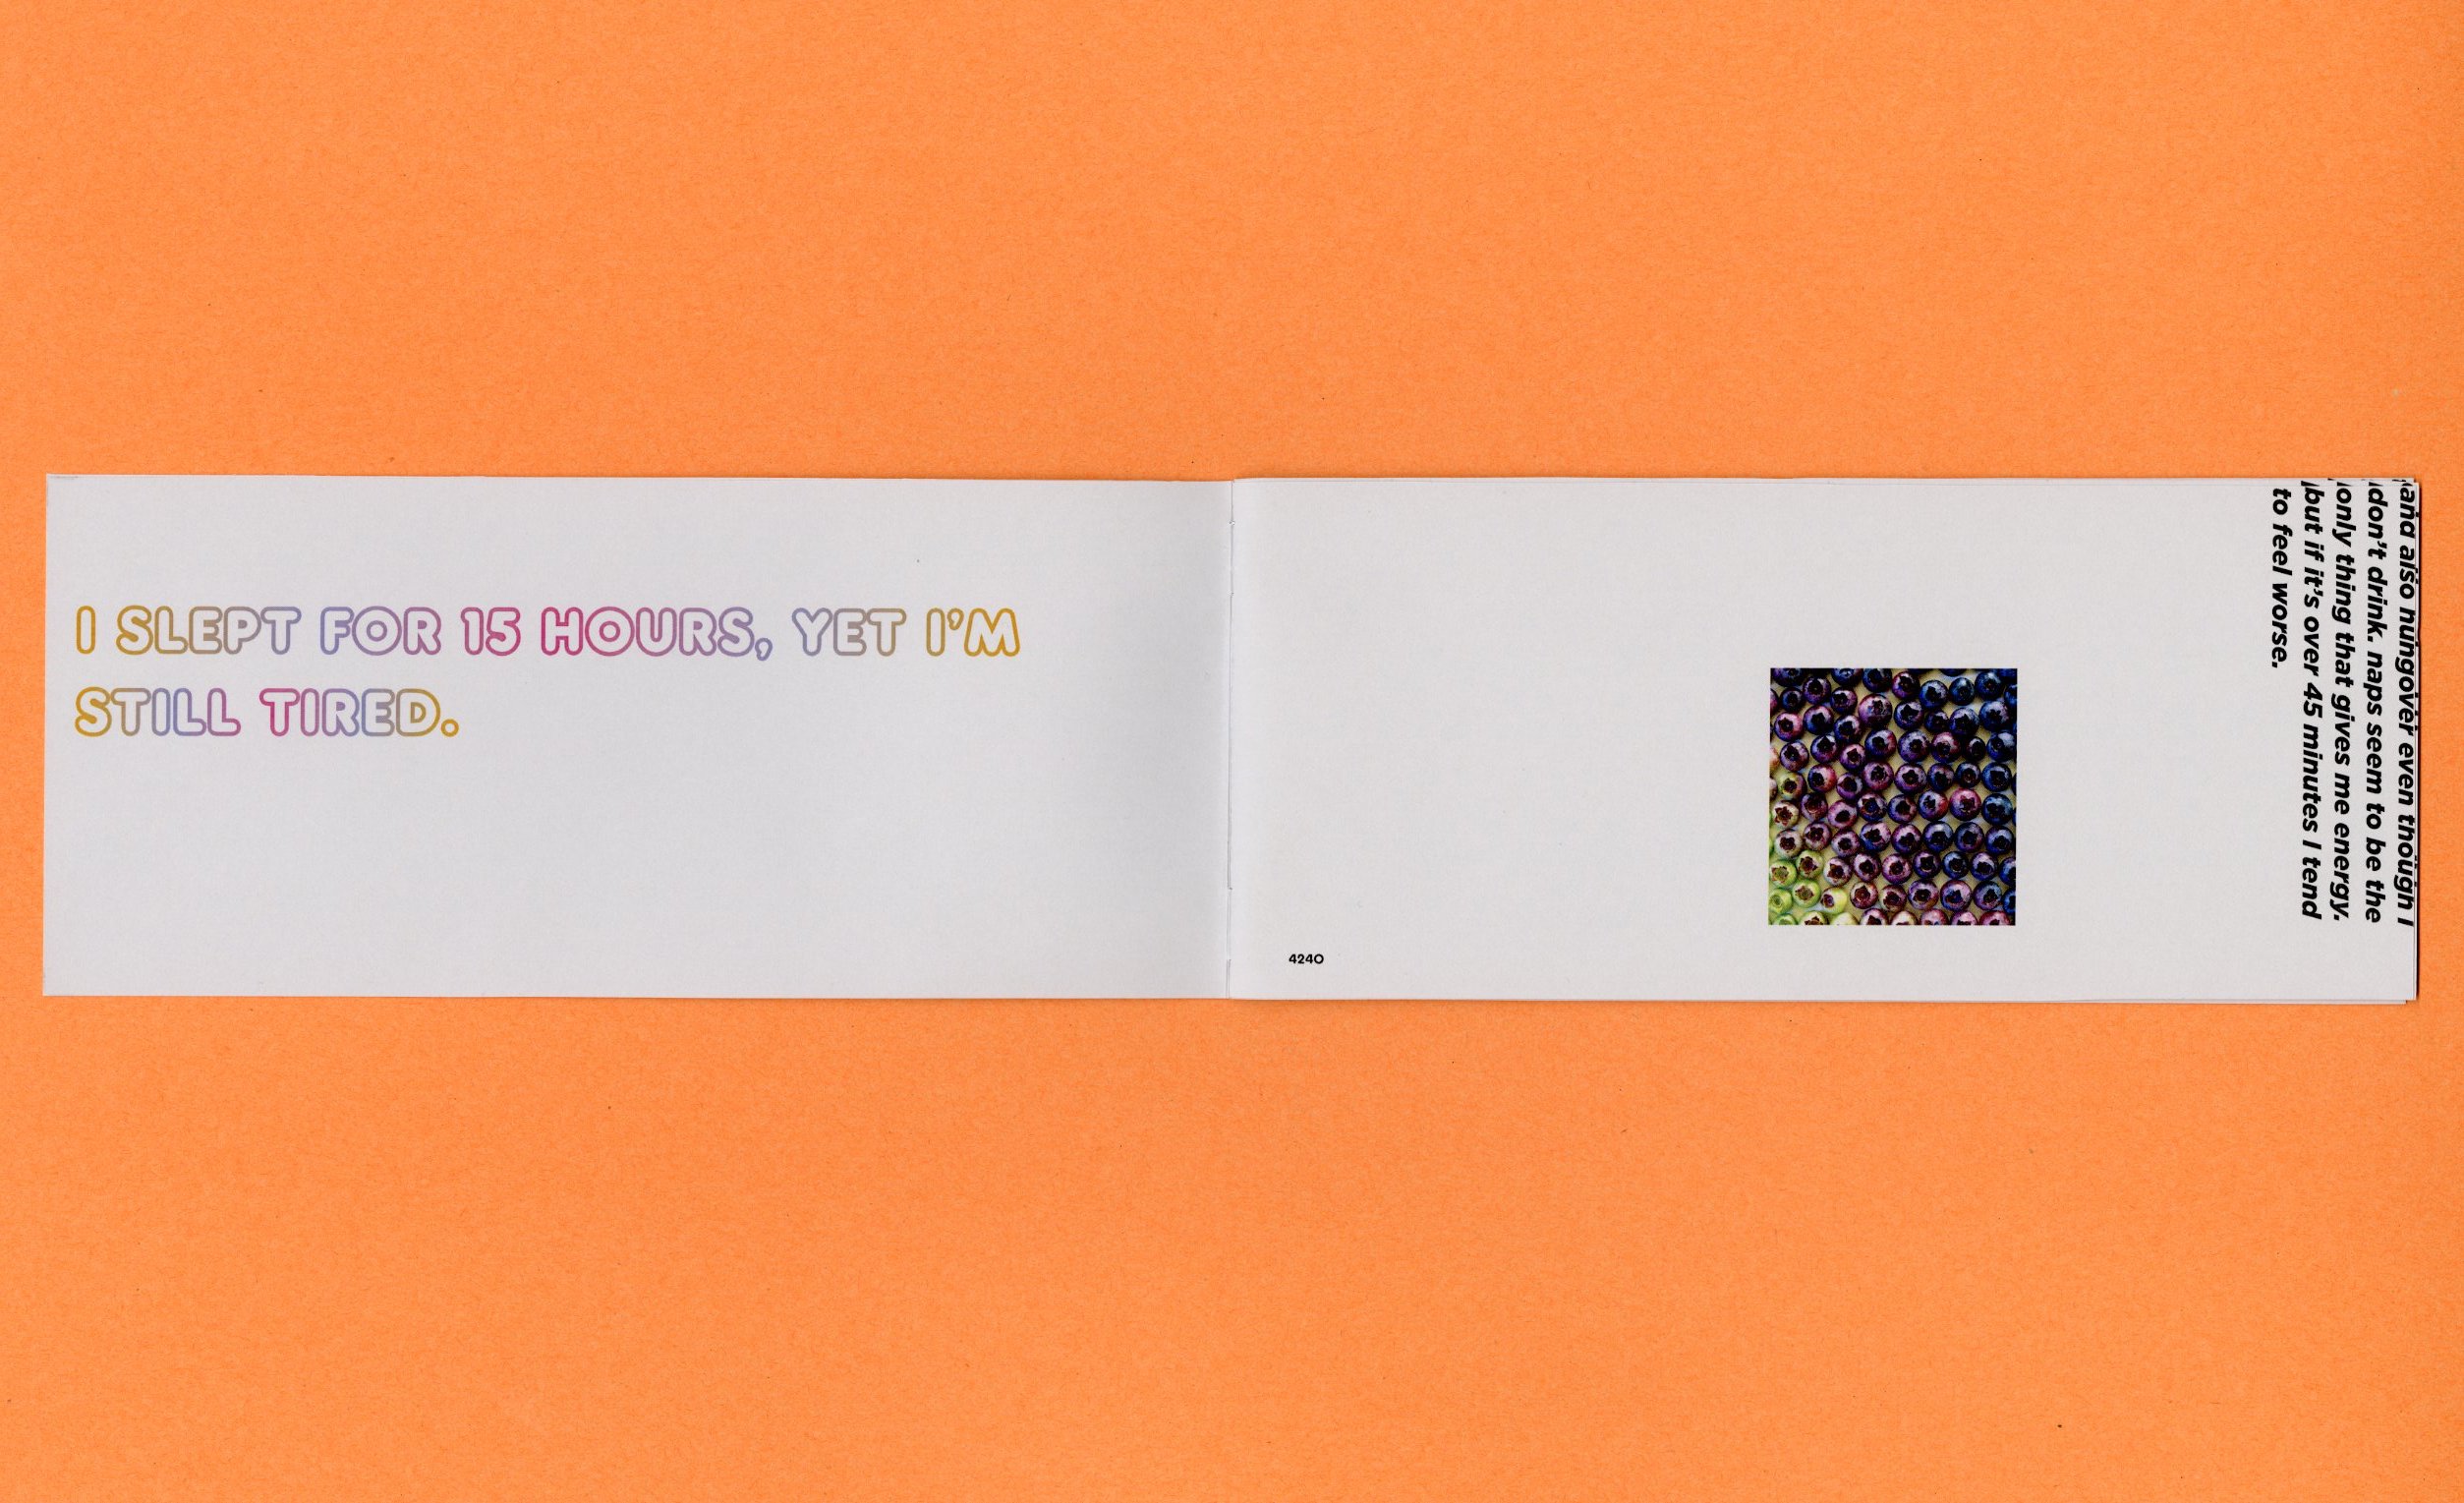 I SLEPT FOR 15 HOURS, YET I'M
STILL TIRED.
4240
and also hungover even though I
don't drink. naps seem to be the
only thing that gives me energy.
but if it's over 45 minutes I tend
to feel worse.